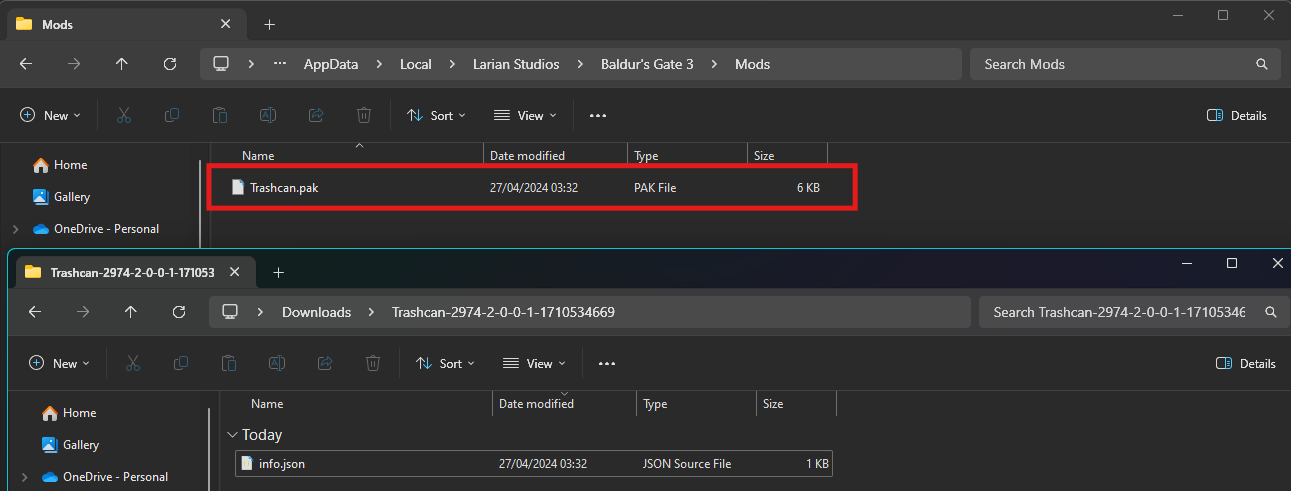 Mods
AppData Local Larian Studios Baldur's Gate 3 Mods Search Mods
New Sort View Details
Name Date modified Type Size
Home
Trashcan.pak 27/04/2024 03:32 PAK File 6 KB
Gallery
OneDrive - Personal
Trashcan-2974-2-0-0-1-171053
Downloads Trashcan-2974-2-0-0-1-1710534669 Search Trashcan-2974-2-0-0-1-17105346
New Sort View Details
Name Date modified Type Size
Home
Today
Gallery
info.json 27/04/2024 03:32 JSON Source File 1 KB
OneDrive - Personal